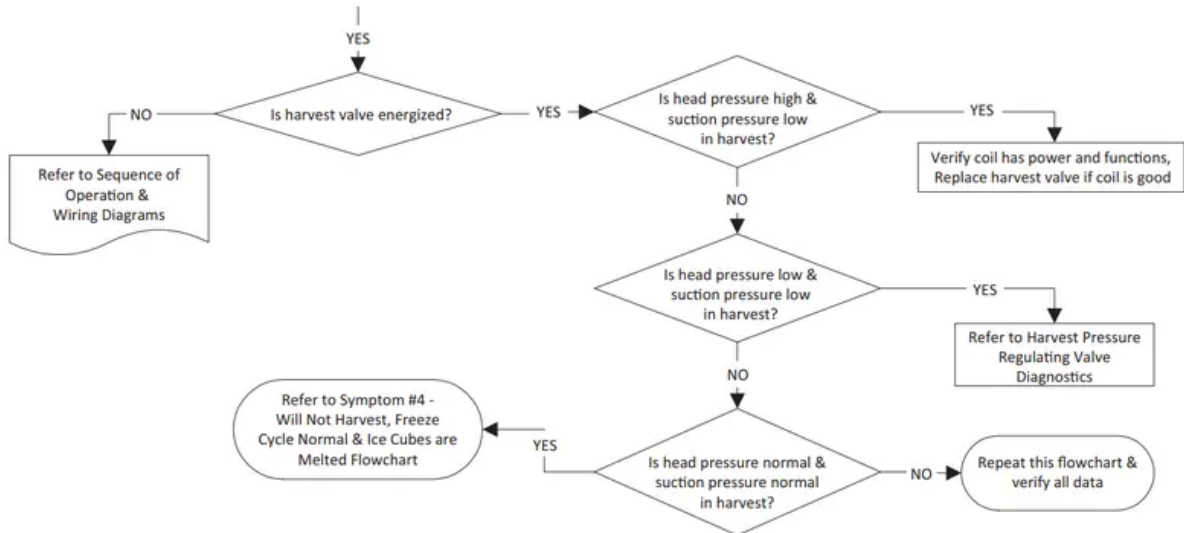 YES
Is harvest valve energized?
NO
YES
Refer to Sequence of
Operation &
Wiring Diagrams
Is head pressure high &
suction pressure low
in harvest?
YES
Verify coil has power and functions,
Replace harvest valve if coil is good
NO
Is head pressure low &
suction pressure low
in harvest?
YES
Refer to Harvest Pressure
Regulating Valve
Diagnostics
NO
Is head pressure normal &
suction pressure normal
in harvest?
YES
Refer to Symptom #4 -
Will Not Harvest, Freeze
Cycle Normal & Ice Cubes are
Melted Flowchart
NO
Repeat this flowchart &
verify all data